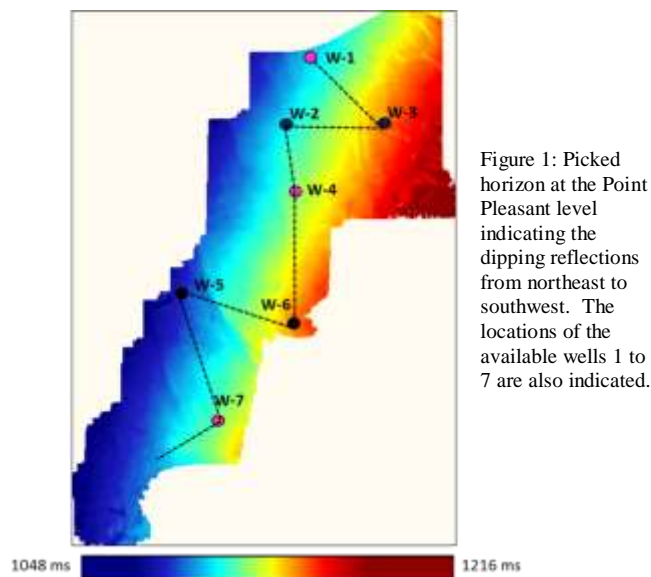 W-1
W-2
W-3
W-4
W-5
W-6
W-7
Figure 1: Picked
horizon at the Point
Pleasant level
indicating the
dipping reflections
from northeast to
southwest. The
locations of the
available wells 1 to
7 are also indicated.
1048 ms
1216 ms